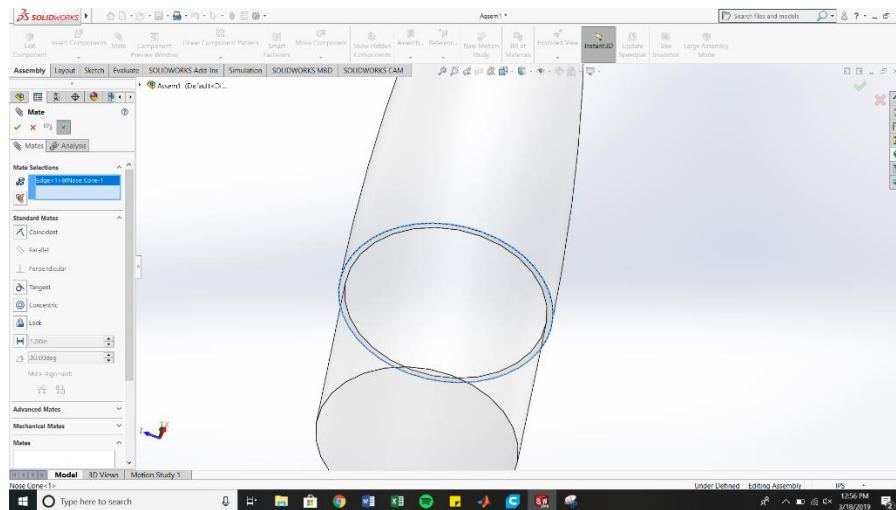 SOLIDWORKS
Assem1 *
Search files and models
Edit Component
Insert Components
Mate
Component Preview Window
Linear Component Pattern
Smart Fasteners
Move Component
Show Hidden Components
Assemb...
Referenc...
New Motion Study
Bill of Materials
Exploded View
Instant3D
Update Speedpak
Take Snapshot
Large Assembly Mode
Assembly
Layout
Sketch
Evaluate
SOLIDWORKS Add-Ins
Simulation
SOLIDWORKS MBD
SOLIDWORKS CAM
Assem1 (Default<Di...
Mate
Mates
Analysis
Mate Selections
Edge<1>@Nose Cone-1
Standard Mates
Coincident
Parallel
Perpendicular
Tangent
Concentric
Lock
1.00in
30.00deg
Mate alignment:
Advanced Mates
Mechanical Mates
Mates
Model
3D Views
Motion Study 1
Nose Cone<1>
Under Defined
Editing Assembly
IPS
Type here to search
12:56 PM
3/18/2019